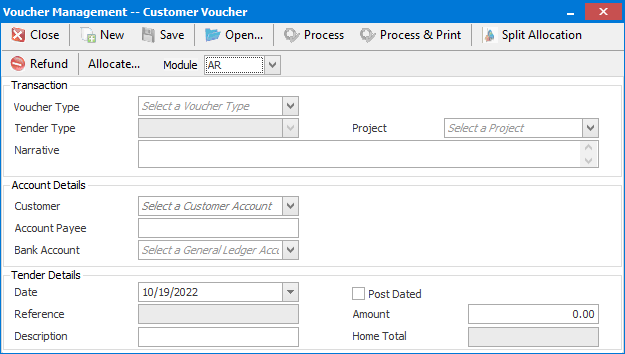 Voucher Management -- Customer Voucher
Close New Save Open... Process Process & Print Split Allocation
Refund Allocate... Module AR
Transaction
Voucher Type Select a Voucher Type
Tender Type Project Select a Project
Narrative
Account Details
Customer Select a Customer Account
Account Payee
Bank Account Select a General Ledger Acc
Tender Details
Date 10/19/2022 Post Dated
Reference Amount 0.00
Description Home Total